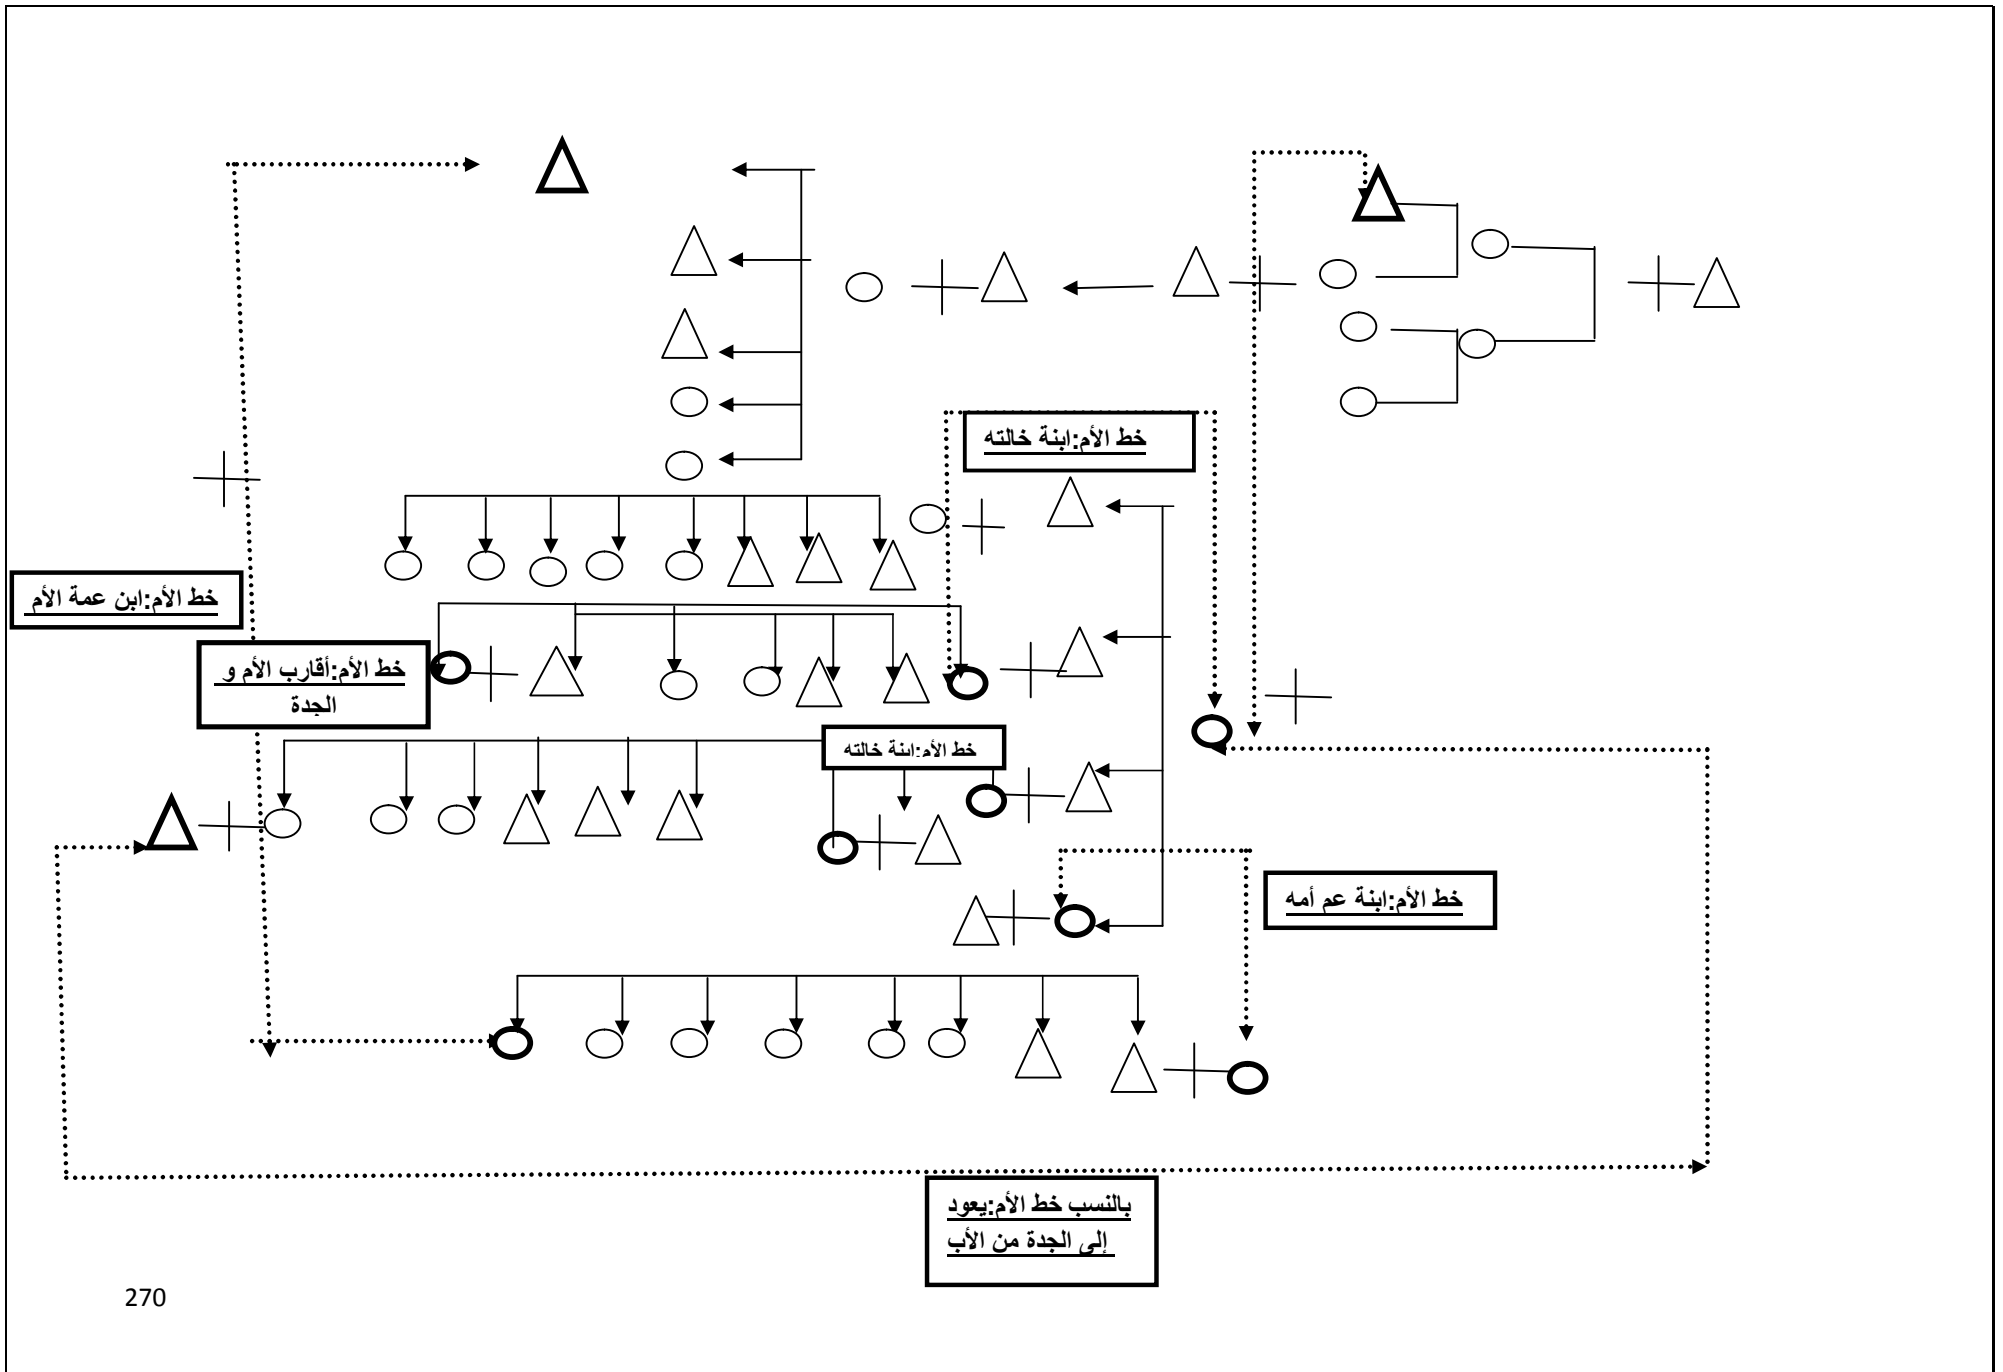 خط الأم:ابنة خالته
خط الأم:ابن عمة الأم
خط الأم:أقارب الأم و
الجدة
خط الأم:ابنة خالته
خط الأم:ابنة عم أمه
بالنسب خط الأم:يعود
إلى الجدة من الأب
270